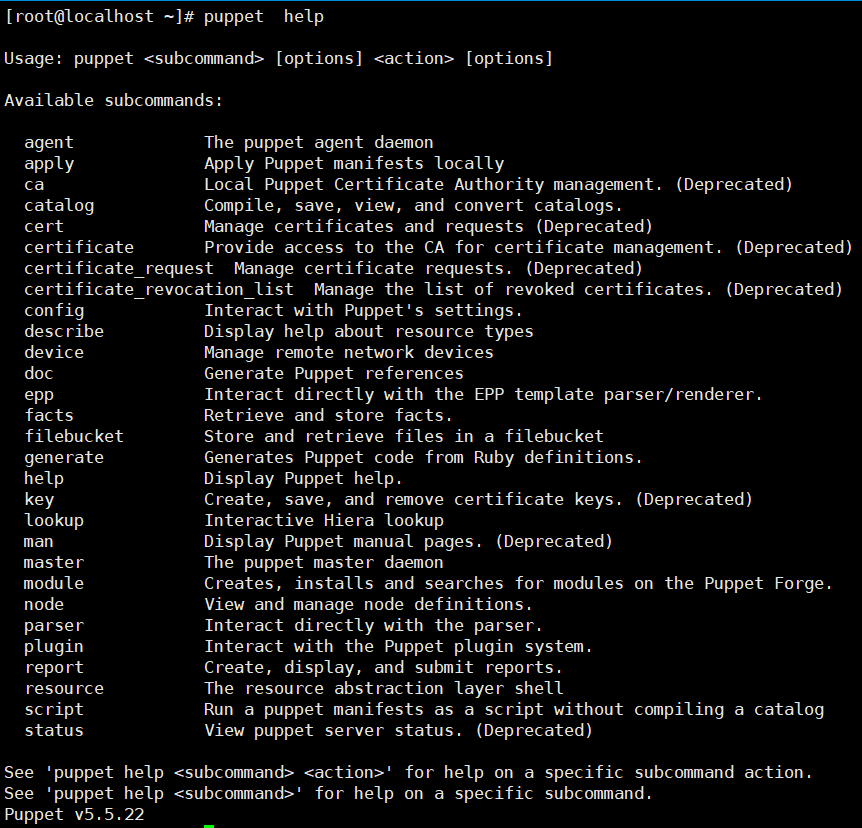 [root@localhost ~]# puppet  help
Usage: puppet <subcommand> [options] <action> [options]
Available subcommands:
  agent             The puppet agent daemon
  apply             Apply Puppet manifests locally
  ca                Local Puppet Certificate Authority management. (Deprecated)
  catalog           Compile, save, view, and convert catalogs.
  cert              Manage certificates and requests (Deprecated)
  certificate       Provide access to the CA for certificate management. (Deprecated)
  certificate_request  Manage certificate requests. (Deprecated)
  certificate_revocation_list  Manage the list of revoked certificates. (Deprecated)
  config            Interact with Puppet's settings.
  describe          Display help about resource types
  device            Manage remote network devices
  doc               Generate Puppet references
  epp               Interact directly with the EPP template parser/renderer.
  facts             Retrieve and store facts.
  filebucket        Store and retrieve files in a filebucket
  generate          Generates Puppet code from Ruby definitions.
  help              Display Puppet help.
  key               Create, save, and remove certificate keys. (Deprecated)
  lookup            Interactive Hiera lookup
  man               Display Puppet manual pages. (Deprecated)
  master            The puppet master daemon
  module            Creates, installs and searches for modules on the Puppet Forge.
  node              View and manage node definitions.
  parser            Interact directly with the parser.
  plugin            Interact with the Puppet plugin system.
  report            Create, display, and submit reports.
  resource          The resource abstraction layer shell
  script            Run a puppet manifests as a script without compiling a catalog
  status            View puppet server status. (Deprecated)
See 'puppet help <subcommand> <action>' for help on a specific subcommand action.
See 'puppet help <subcommand>' for help on a specific subcommand.
Puppet v5.5.22